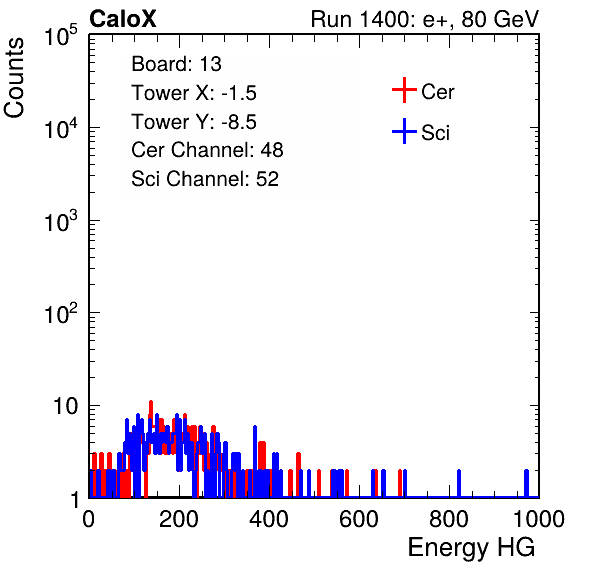 CaloX Run 1400: e+, 80 GeV
Counts
Board: 13
Tower X: -1.5
Tower Y: -8.5
Cer Channel: 48
Sci Channel: 52
Cer
Sci
10^5
10^4
10^3
10^2
10
1
0 200 400 600 800 1000
Energy HG